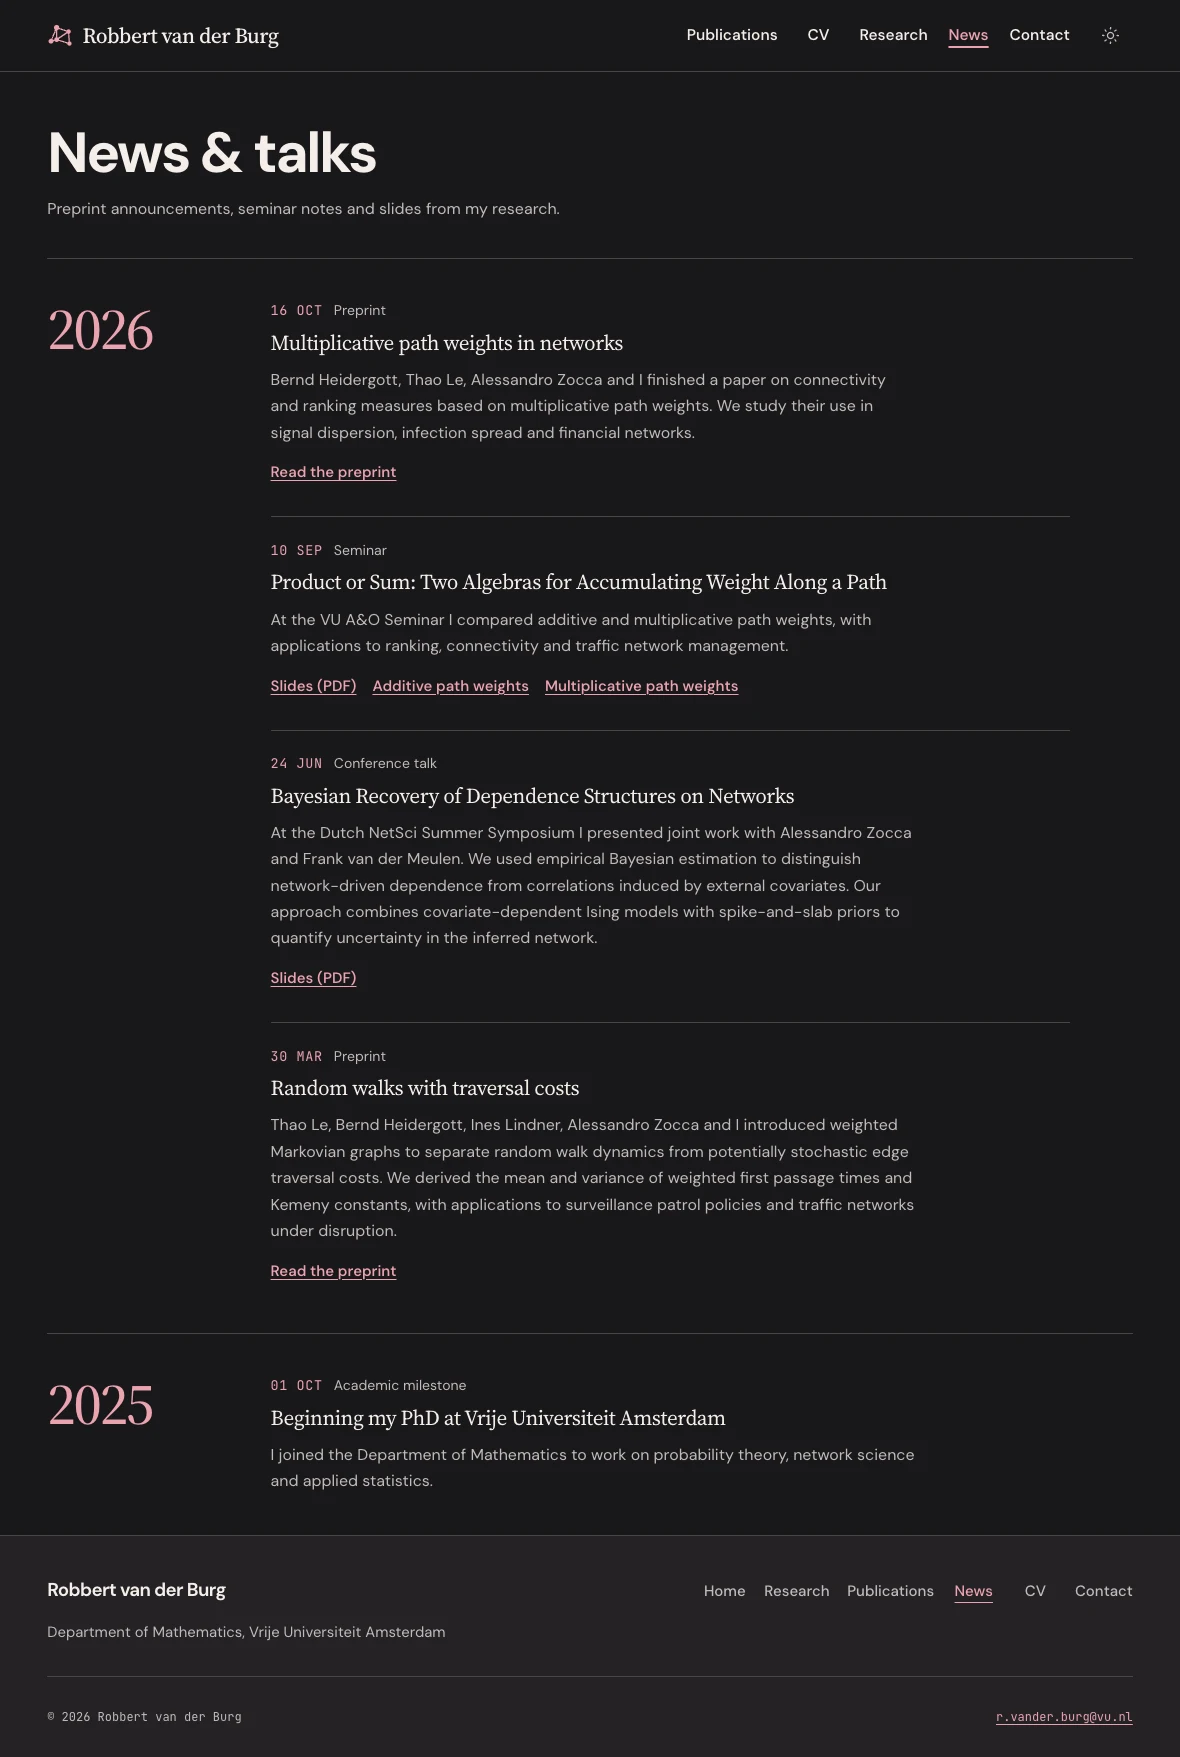 Robbert van der Burg
Publications CV Research News Contact
News & talks
Preprint announcements, seminar notes and slides from my research.
2026
16 OCT Preprint
Multiplicative path weights in networks
Bernd Heidergott, Thao Le, Alessandro Zocca and I finished a paper on connectivity
and ranking measures based on multiplicative path weights. We study their use in
signal dispersion, infection spread and financial networks.
Read the preprint
10 SEP Seminar
Product or Sum: Two Algebras for Accumulating Weight Along a Path
At the VU A&O Seminar I compared additive and multiplicative path weights, with
applications to ranking, connectivity and traffic network management.
Slides (PDF) Additive path weights Multiplicative path weights
24 JUN Conference talk
Bayesian Recovery of Dependence Structures on Networks
At the Dutch NetSci Summer Symposium I presented joint work with Alessandro Zocca
and Frank van der Meulen. We used empirical Bayesian estimation to distinguish
network-driven dependence from correlations induced by external covariates. Our
approach combines covariate-dependent Ising models with spike-and-slab priors to
quantify uncertainty in the inferred network.
Slides (PDF)
30 MAR Preprint
Random walks with traversal costs
Thao Le, Bernd Heidergott, Ines Lindner, Alessandro Zocca and I introduced weighted
Markovian graphs to separate random walk dynamics from potentially stochastic edge
traversal costs. We derived the mean and variance of weighted first passage times and
Kemeny constants, with applications to surveillance patrol policies and traffic networks
under disruption.
Read the preprint
2025
01 OCT Academic milestone
Beginning my PhD at Vrije Universiteit Amsterdam
I joined the Department of Mathematics to work on probability theory, network science
and applied statistics.
Robbert van der Burg
Home Research Publications News CV Contact
Department of Mathematics, Vrije Universiteit Amsterdam
© 2026 Robbert van der Burg
r.vander.burg@vu.nl